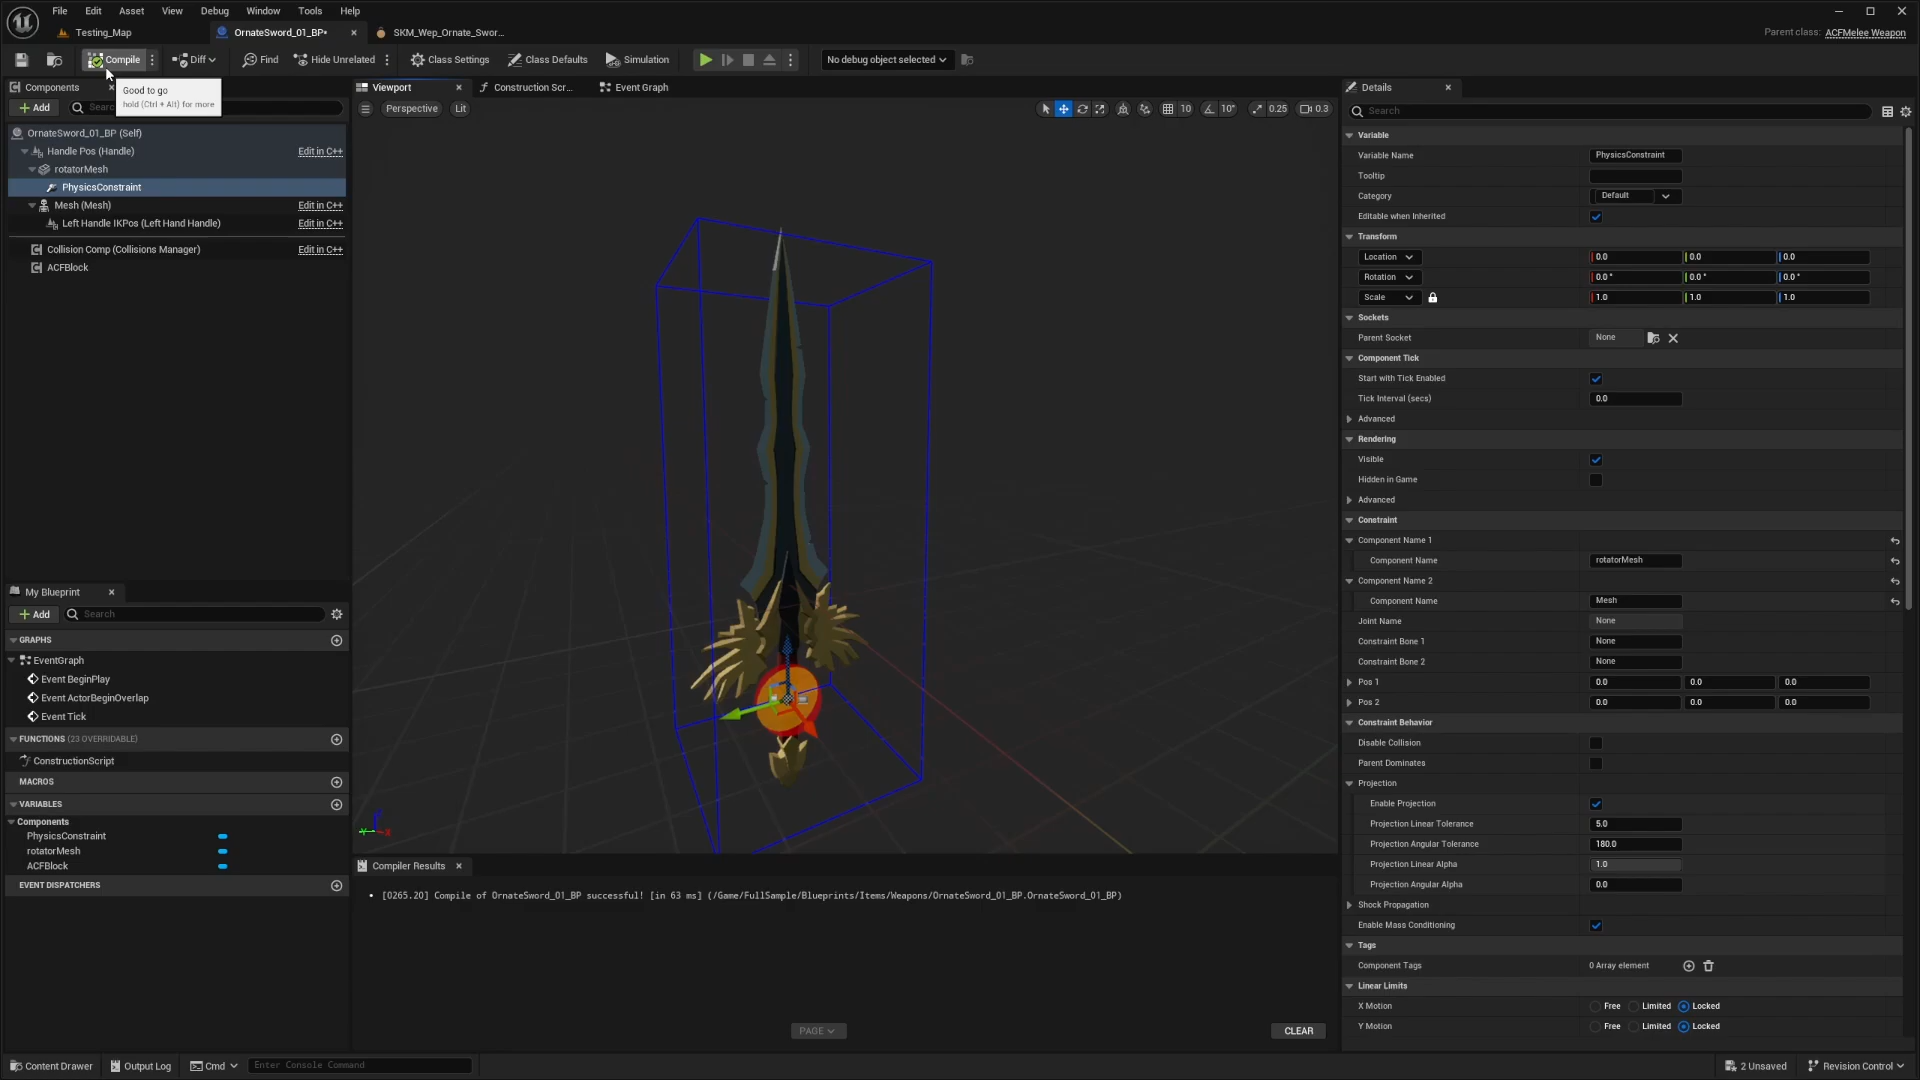 File Edit Asset View Debug Window Tools Help
Testing_Map OrnateSword_01_BP• SKM_Wep_Ornate_Swor... Parent class: ACFMelee Weapon
Compile Diff Find Hide Unrelated Class Settings Class Defaults Simulation No debug object selected
Good to go
hold (Ctrl + Alt) for more
Components
Add
OrnateSword_01_BP (Self)
Handle Pos (Handle) Edit in C++
rotatorMesh
PhysicsConstraint
Mesh (Mesh) Edit in C++
Left Handle IKPos (Left Hand Handle) Edit in C++
Collision Comp (Collisions Manager) Edit in C++
ACFBlock
My Blueprint
Add Search
GRAPHS
EventGraph
Event BeginPlay
Event ActorBeginOverlap
Event Tick
FUNCTIONS (23 OVERRIDABLE)
ConstructionScript
MACROS
VARIABLES
Components
PhysicsConstraint
rotatorMesh
ACFBlock
EVENT DISPATCHERS
Viewport Construction Scr... Event Graph
Perspective Lit 10 10° 0.25 0.3
Compiler Results
[0265.20] Compile of OrnateSword_01_BP successful! [in 63 ms] (/Game/FullSample/Blueprints/Items/Weapons/OrnateSword_01_BP.OrnateSword_01_BP)
PAGE CLEAR
Details
Search
Variable
Variable Name PhysicsConstraint
Tooltip
Category Default
Editable when Inherited
Transform
Location 0.0 0.0 0.0
Rotation 0.0 ° 0.0 ° 0.0 °
Scale 1.0 1.0 1.0
Sockets
Parent Socket None
Component Tick
Start with Tick Enabled
Tick Interval (secs) 0.0
Advanced
Rendering
Visible
Hidden in Game
Advanced
Constraint
Component Name 1
Component Name rotatorMesh
Component Name 2
Component Name Mesh
Joint Name None
Constraint Bone 1 None
Constraint Bone 2 None
Pos 1 0.0 0.0 0.0
Pos 2 0.0 0.0 0.0
Constraint Behavior
Disable Collision
Parent Dominates
Projection
Enable Projection
Projection Linear Tolerance 5.0
Projection Angular Tolerance 180.0
Projection Linear Alpha 1.0
Projection Angular Alpha 0.0
Shock Propagation
Enable Mass Conditioning
Tags
Component Tags 0 Array element
Linear Limits
X Motion Free Limited Locked
Y Motion Free Limited Locked
Content Drawer Output Log Cmd Enter Console Command 2 Unsaved Revision Control